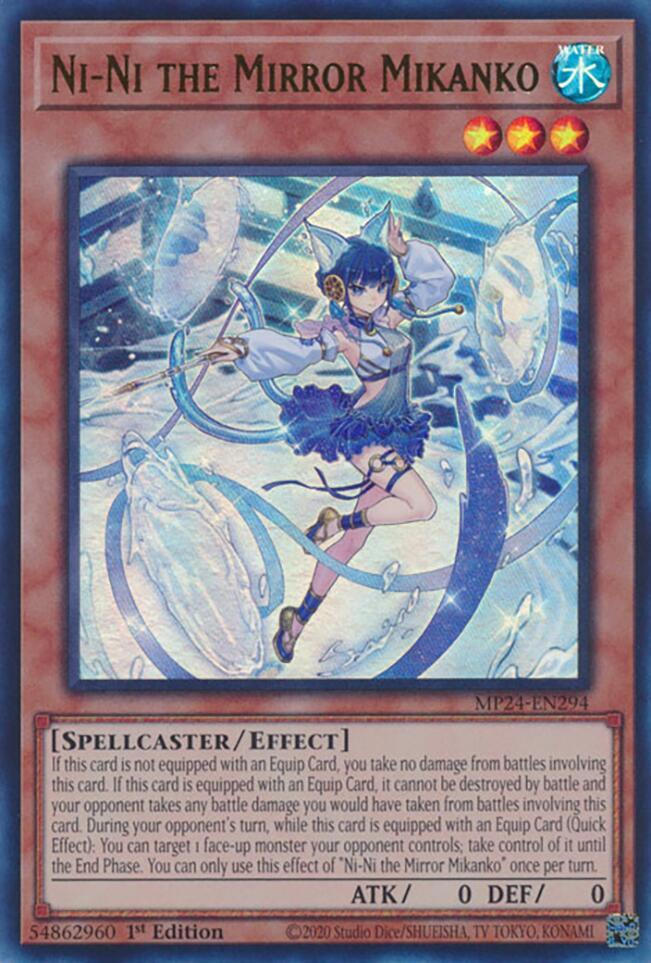 Ni-Ni the Mirror Mikanko
WATER
水
MP24-EN294
[Spellcaster/Effect]
If this card is not equipped with an Equip Card, you take no damage from battles involving
this card. If this card is equipped with an Equip Card, it cannot be destroyed by battle and
your opponent takes any battle damage you would have taken from battles involving this
card. During your opponent's turn, while this card is equipped with an Equip Card (Quick
Effect): You can target 1 face-up monster your opponent controls; take control of it until
the End Phase. You can only use this effect of "Ni-Ni the Mirror Mikanko" once per turn.
ATK/ 0 DEF/ 0
54862960 1st Edition ©2020 Studio Dice/SHUEISHA, TV TOKYO, KONAMI